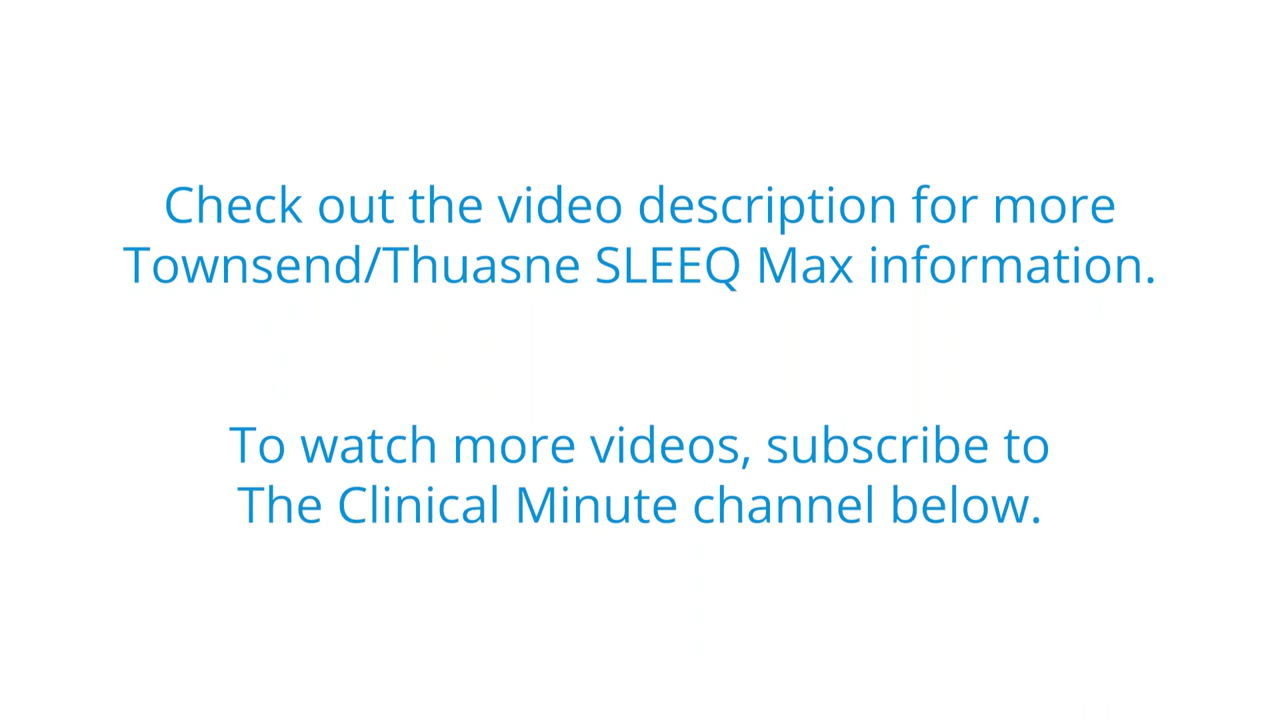 Check out the video description for more
Townsend/Thuasne SLEEQ Max information.
To watch more videos, subscribe to
The Clinical Minute channel below.